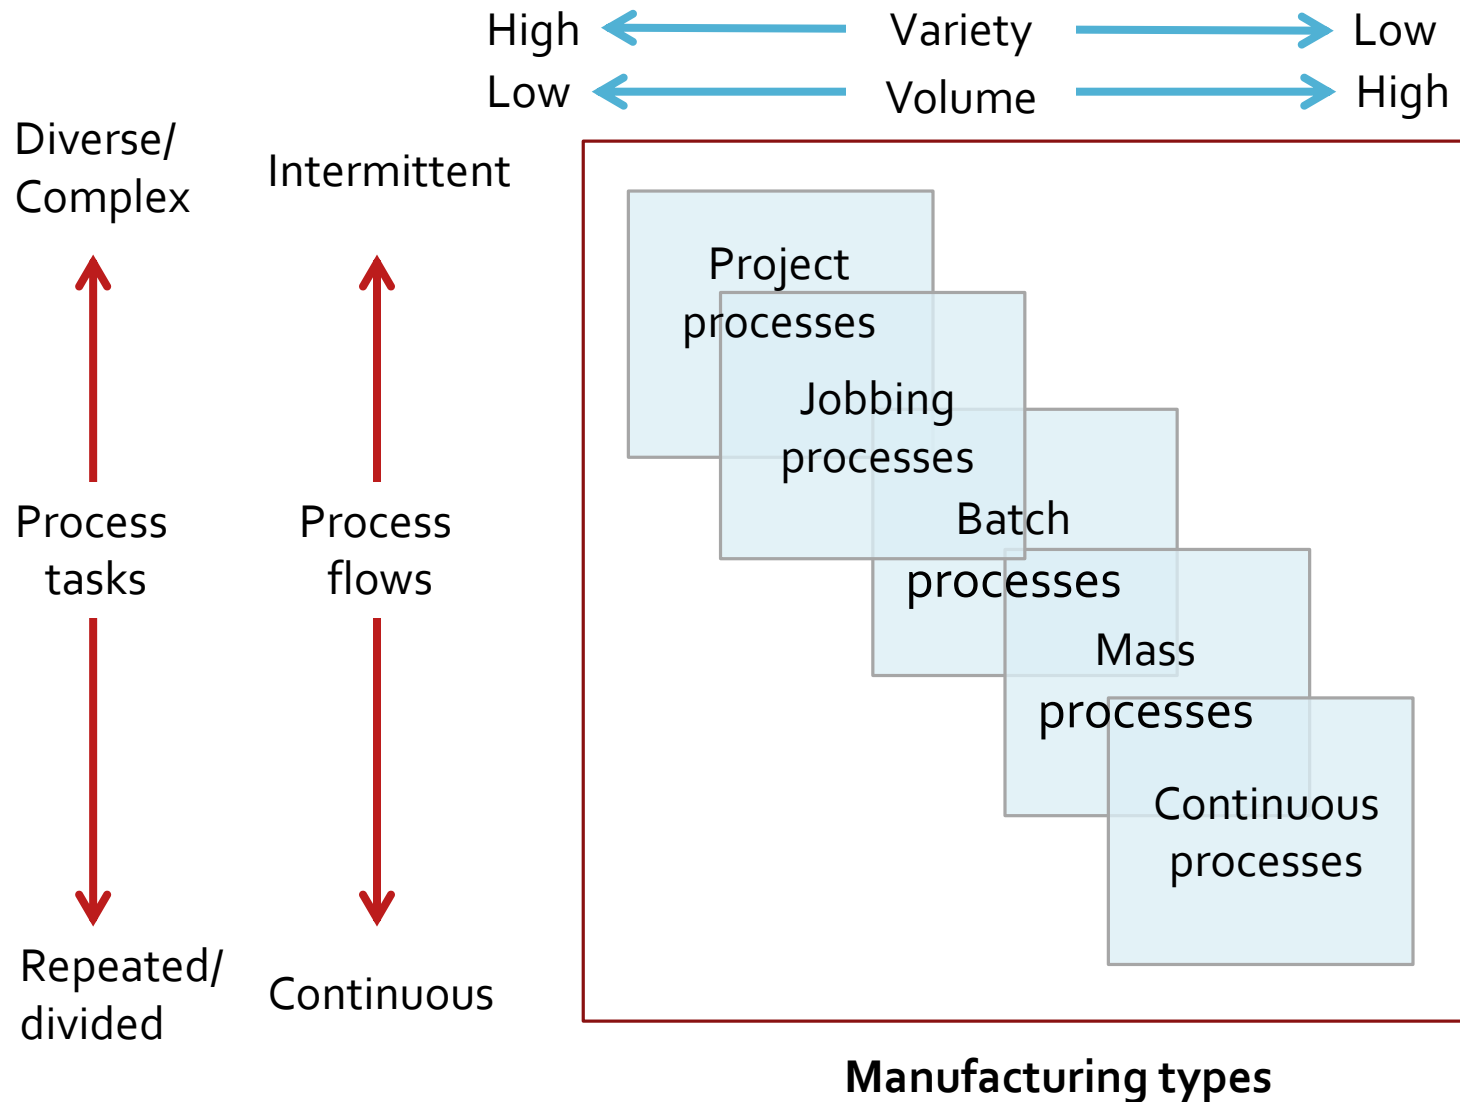 High Variety Low
Low Volume High
Diverse/
Complex
Intermittent
Process
tasks
Process
flows
Repeated/
divided
Continuous
Project
processes
Jobbing
processes
Batch
processes
Mass
processes
Continuous
processes
Manufacturing types